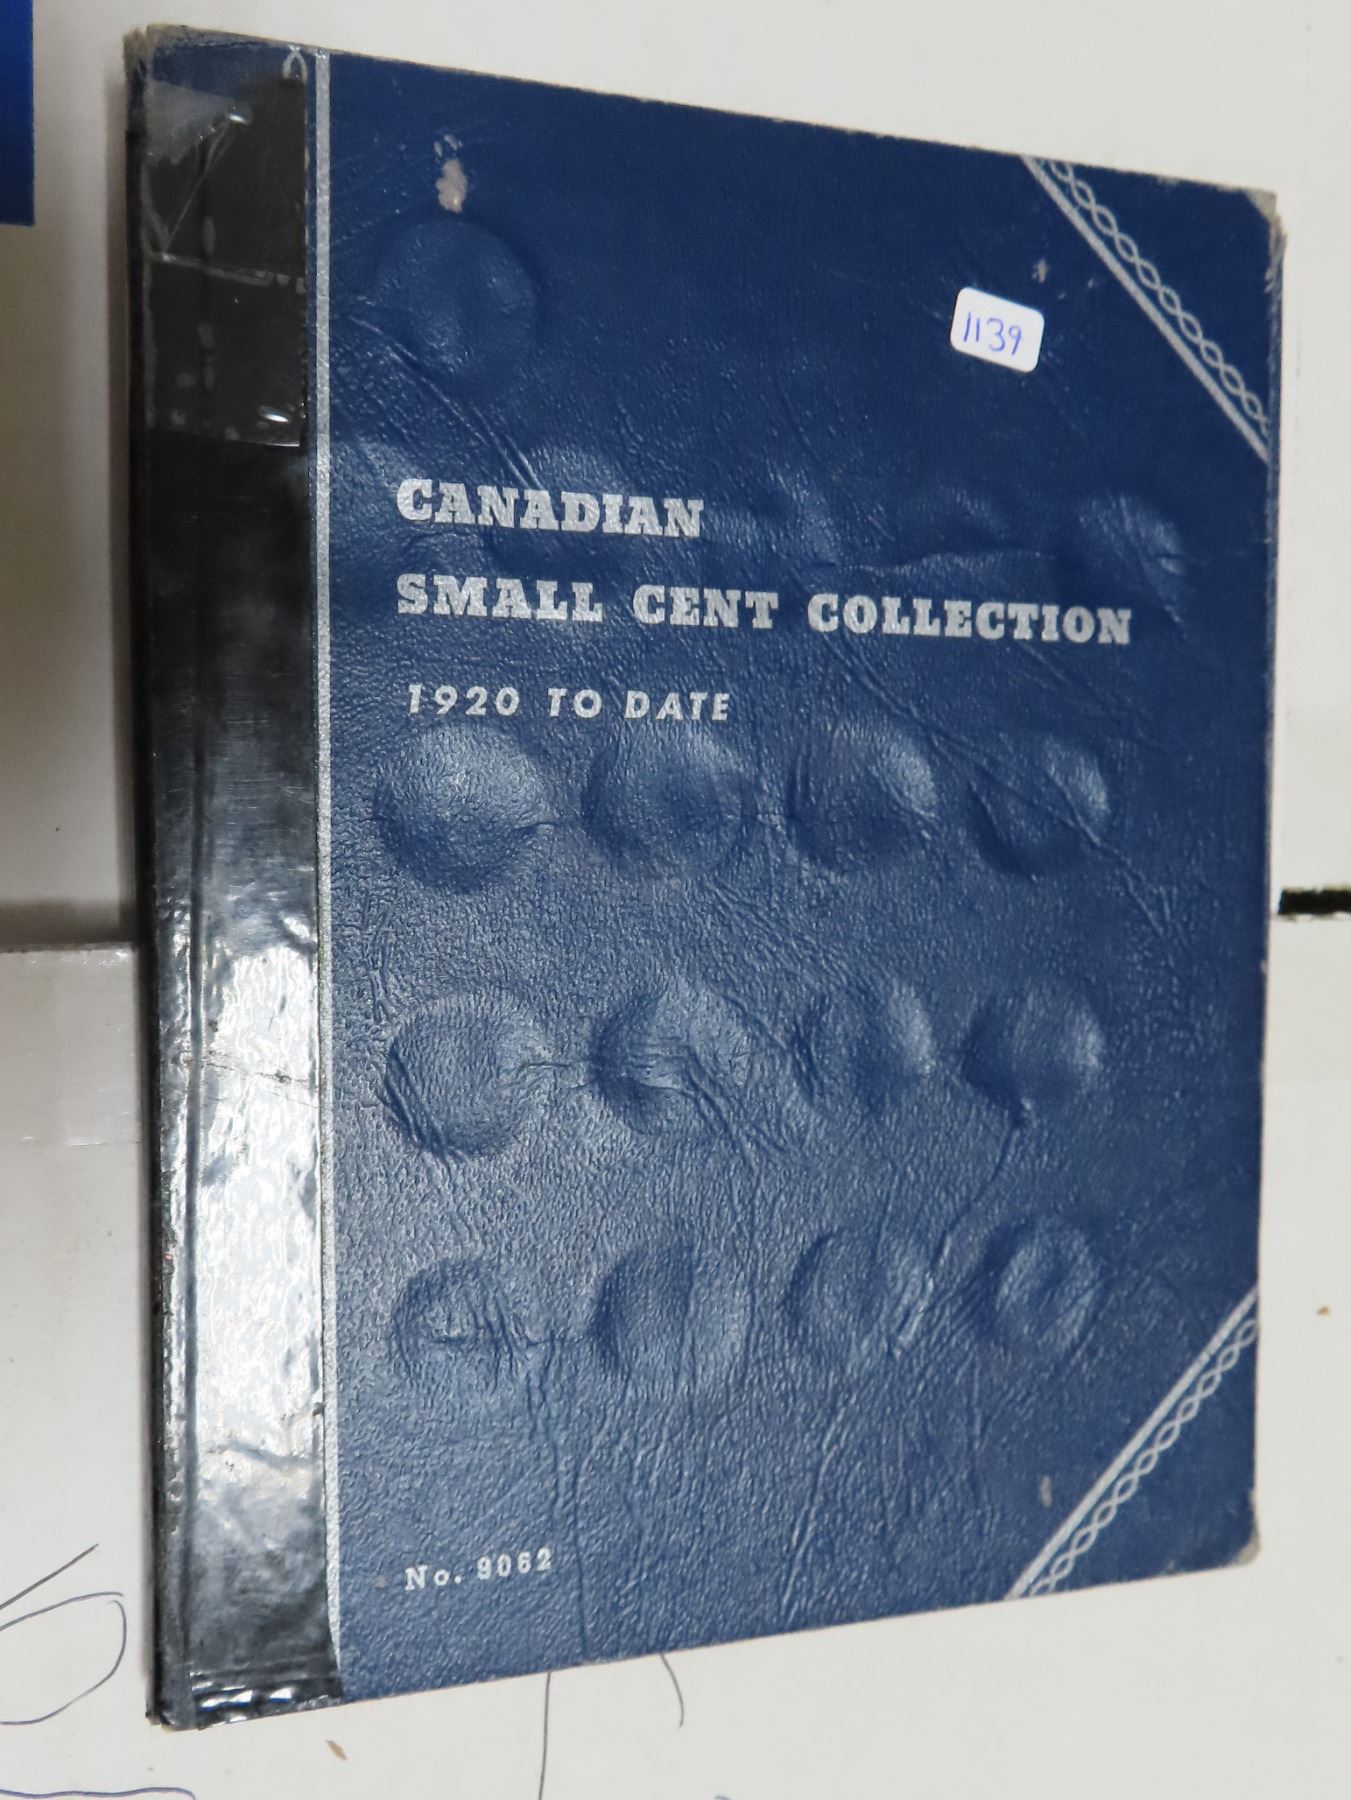 1139
CANADIAN
SMALL CENT COLLECTION
1920 TO DATE
No. 9062